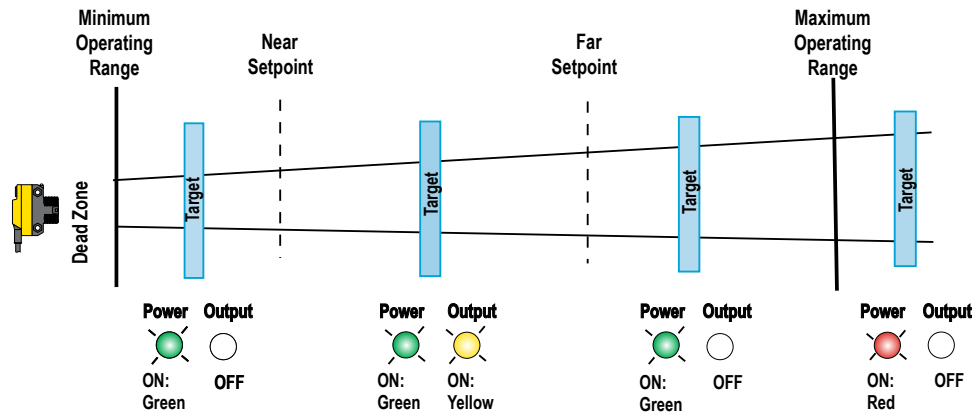 Minimum
Operating
Range
Near
Setpoint
Far
Setpoint
Maximum
Operating
Range
Dead Zone
Target
Target
Target
Target
Power Output
ON:
Green
OFF
Power Output
ON:
Green
ON:
Yellow
Power Output
ON:
Green
OFF
Power Output
ON:
Red
OFF